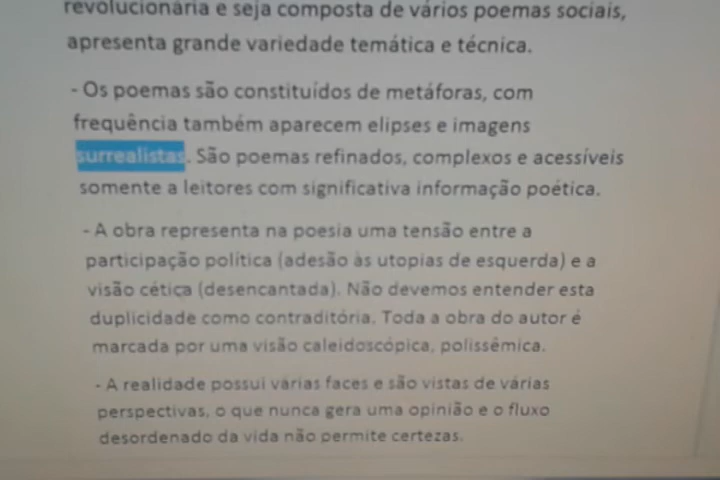 revolucionária e seja composta de vários poemas sociais,
apresenta grande variedade temática e técnica.
- Os poemas são constituídos de metáforas, com
frequência também aparecem elipses e imagens
surrealistas. São poemas refinados, complexos e acessíveis
somente a leitores com significativa informação poética.
- A obra representa na poesia uma tensão entre a
participação política (adesão às utopias de esquerda) e a
visão cética (desencantada). Não devemos entender esta
duplicidade como contraditória. Toda a obra do autor é
marcada por uma visão caleidoscópica, polissêmica.
- A realidade possui várias faces e são vistas de várias
perspectivas, o que nunca gera uma opinião e o fluxo
desordenado da vida não permite certezas.